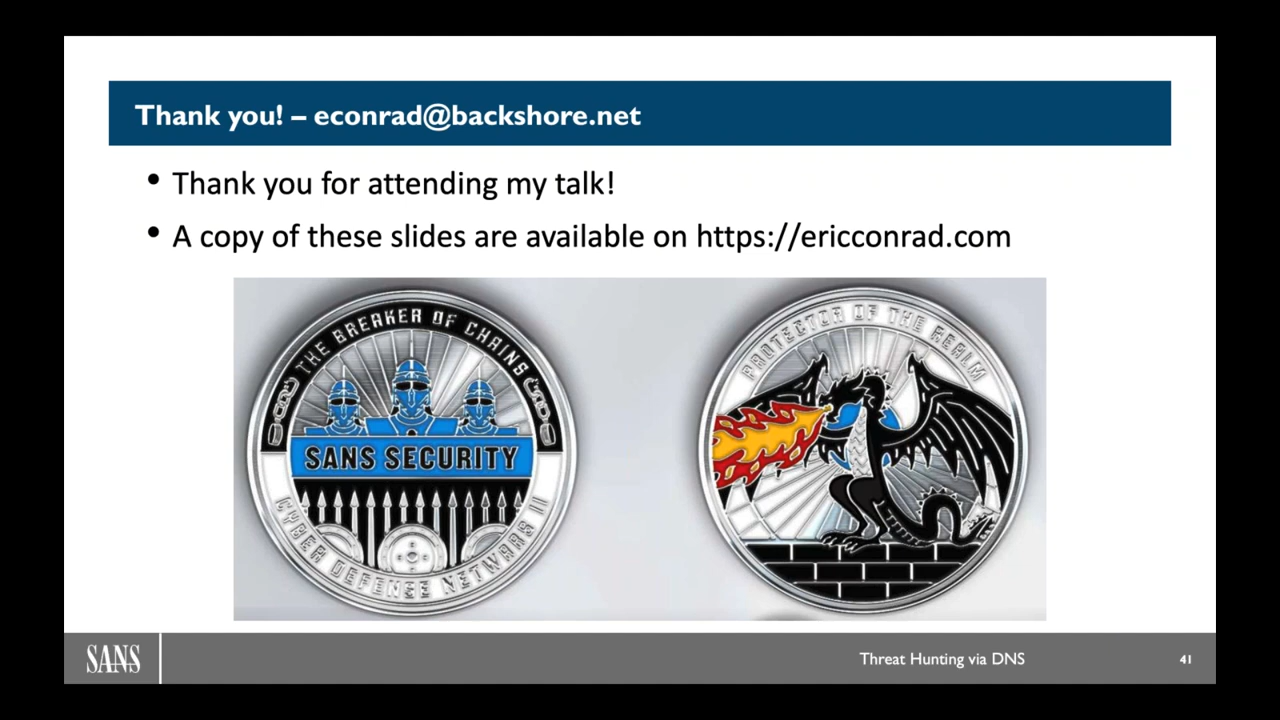 Thank you! – econrad@backshore.net
• Thank you for attending my talk!
• A copy of these slides are available on https://ericconrad.com
THE BREAKER OF CHAINS
SANS SECURITY
CYBER DEFENSE NETWARS II
PROTECTOR OF THE REALM
SANS
Threat Hunting via DNS
41